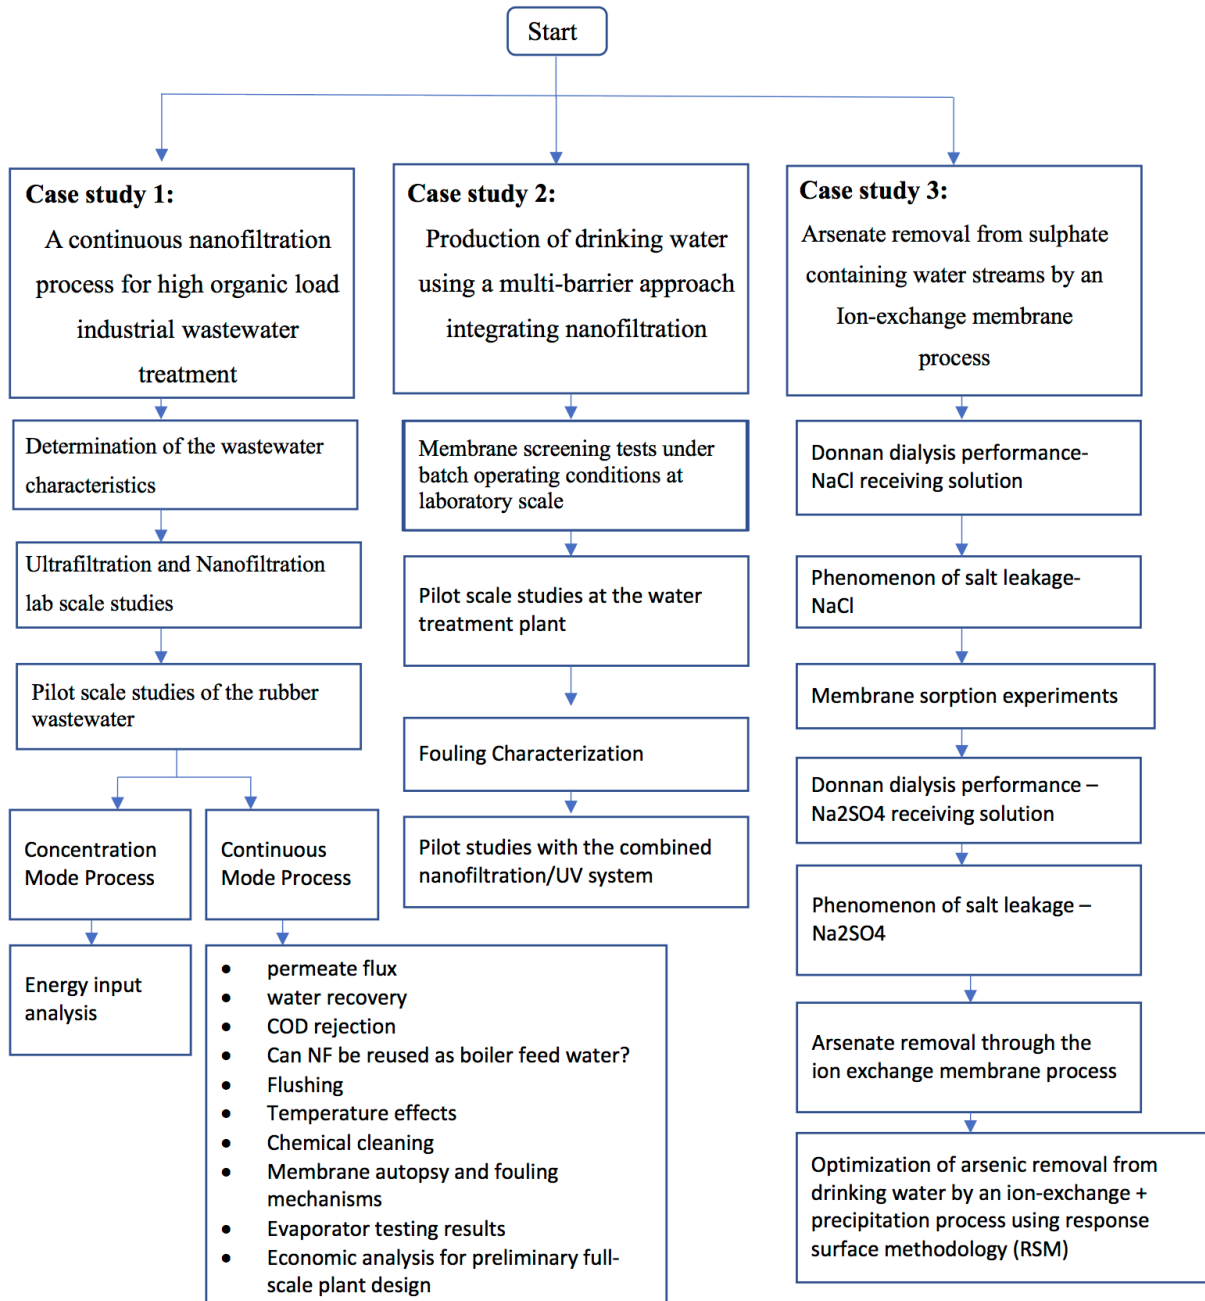 Start
Case study 1:
A continuous nanofiltration
process for high organic load
industrial wastewater
treatment
Determination of the wastewater
characteristics
Ultrafiltration and Nanofiltration
lab scale studies
Pilot scale studies of the rubber
wastewater
Concentration
Mode Process
Energy input
analysis
Continuous
Mode Process
• permeate flux
• water recovery
• COD rejection
• Can NF be reused as boiler feed water?
• Flushing
• Temperature effects
• Chemical cleaning
• Membrane autopsy and fouling
mechanisms
• Evaporator testing results
• Economic analysis for preliminary full-
scale plant design
Case study 2:
Production of drinking water
using a multi-barrier approach
integrating nanofiltration
Membrane screening tests under
batch operating conditions at
laboratory scale
Pilot scale studies at the water
treatment plant
Fouling Characterization
Pilot studies with the combined
nanofiltration/UV system
Case study 3:
Arsenate removal from sulphate
containing water streams by an
Ion-exchange membrane
process
Donnan dialysis performance-
NaCl receiving solution
Phenomenon of salt leakage-
NaCl
Membrane sorption experiments
Donnan dialysis performance –
Na2SO4 receiving solution
Phenomenon of salt leakage –
Na2SO4
Arsenate removal through the
ion exchange membrane process
Optimization of arsenic removal from
drinking water by an ion-exchange +
precipitation process using response
surface methodology (RSM)